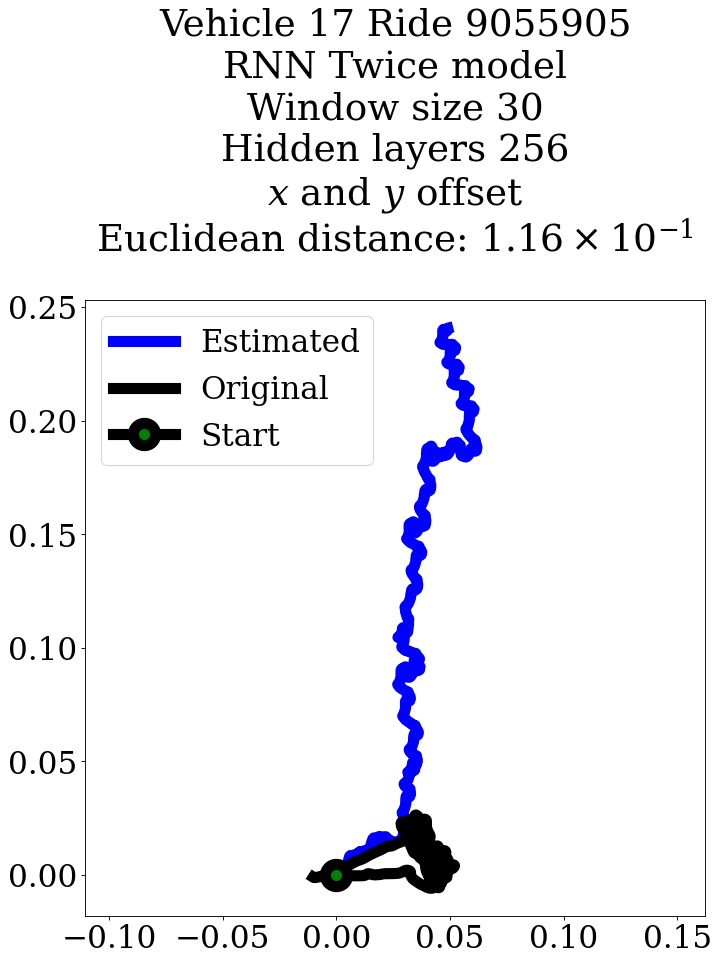 Vehicle 17 Ride 9055905
RNN Twice model
Window size 30
Hidden layers 256
x and y offset
Euclidean distance: 1.16 × 10⁻¹
0.25
0.20
0.15
0.10
0.05
0.00
Estimated
Original
Start
−0.10 −0.05 0.00 0.05 0.10 0.15